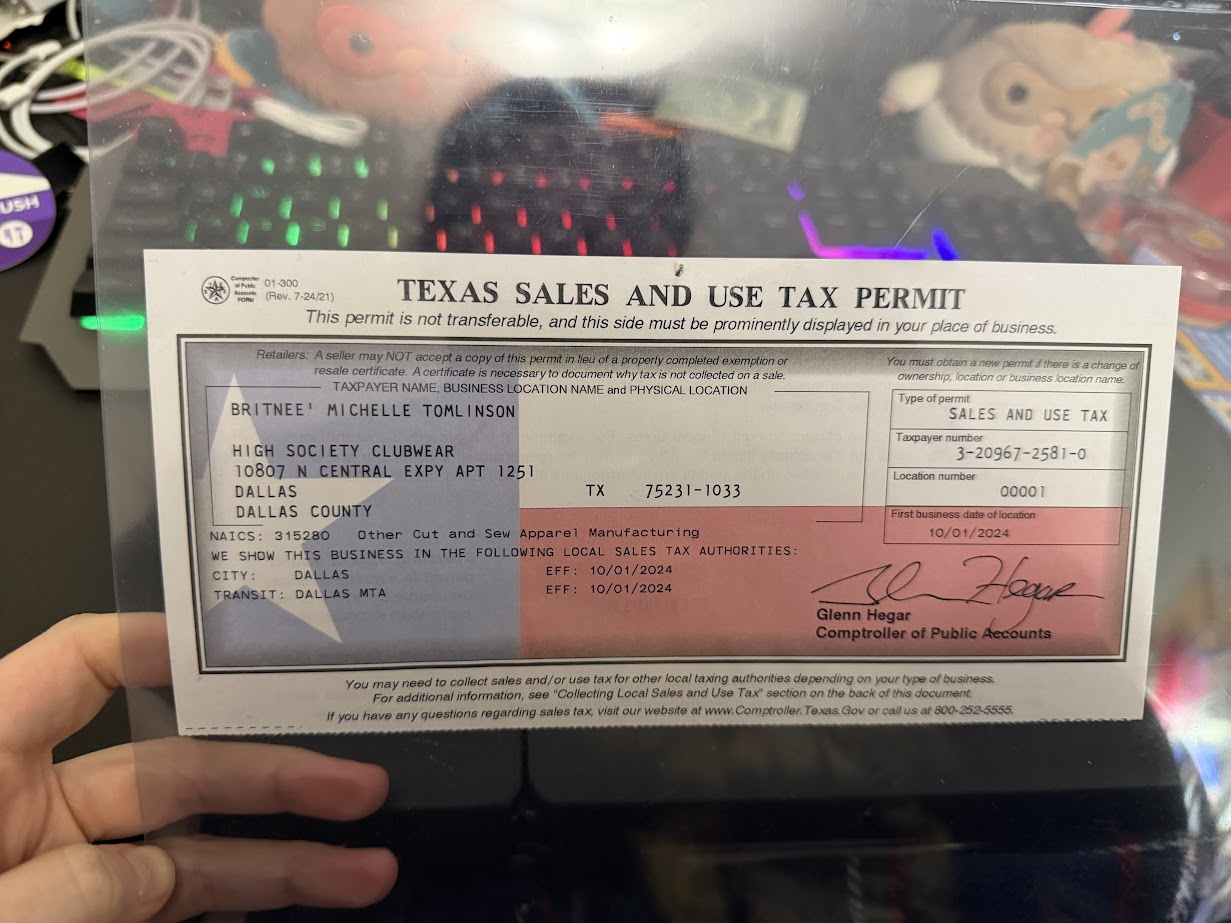 USH
Comptroller
of Public
Accounts
FORM
01-300
(Rev. 7-24/21)
TEXAS SALES AND USE TAX PERMIT
This permit is not transferable, and this side must be prominently displayed in your place of business.
Retailers: A seller may NOT accept a copy of this permit in lieu of a properly completed exemption or
resale certificate. A certificate is necessary to document why tax is not collected on a sale.
You must obtain a new permit if there is a change of
ownership, location or business location name.
TAXPAYER NAME, BUSINESS LOCATION NAME and PHYSICAL LOCATION
BRITNEE' MICHELLE TOMLINSON
HIGH SOCIETY CLUBWEAR
10807 N CENTRAL EXPY APT 1251
DALLAS TX 75231-1033
DALLAS COUNTY
Type of permit
SALES AND USE TAX
Taxpayer number
3-20967-2581-0
Location number
00001
First business date of location
10/01/2024
NAICS: 315280 Other Cut and Sew Apparel Manufacturing
WE SHOW THIS BUSINESS IN THE FOLLOWING LOCAL SALES TAX AUTHORITIES:
CITY: DALLAS EFF: 10/01/2024
TRANSIT: DALLAS MTA EFF: 10/01/2024
Glenn Hegar
Glenn Hegar
Comptroller of Public Accounts
You may need to collect sales and/or use tax for other local taxing authorities depending on your type of business.
For additional information, see "Collecting Local Sales and Use Tax" section on the back of this document.
If you have any questions regarding sales tax, visit our website at www.Comptroller.Texas.Gov or call us at 800-252-5555.